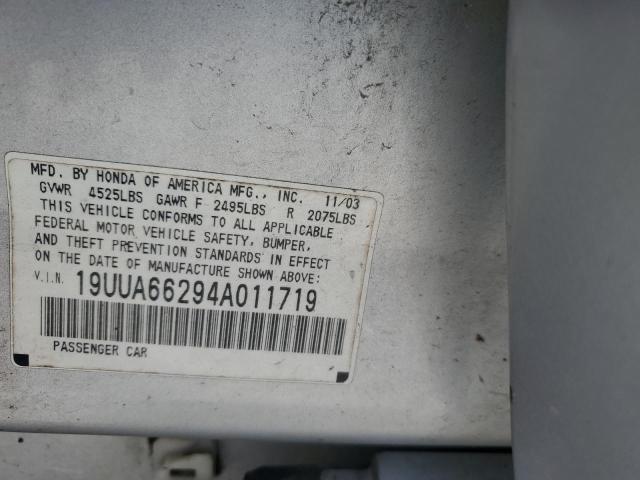 MFD. BY HONDA OF AMERICA MFG., INC. 11/03
GVWR 4525LBS GAWR F 2495LBS R 2075LBS
THIS VEHICLE CONFORMS TO ALL APPLICABLE
FEDERAL MOTOR VEHICLE SAFETY, BUMPER,
AND THEFT PREVENTION STANDARDS IN EFFECT
ON THE DATE OF MANUFACTURE SHOWN ABOVE:
V.I.N. 19UUA66294A011719
PASSENGER CAR